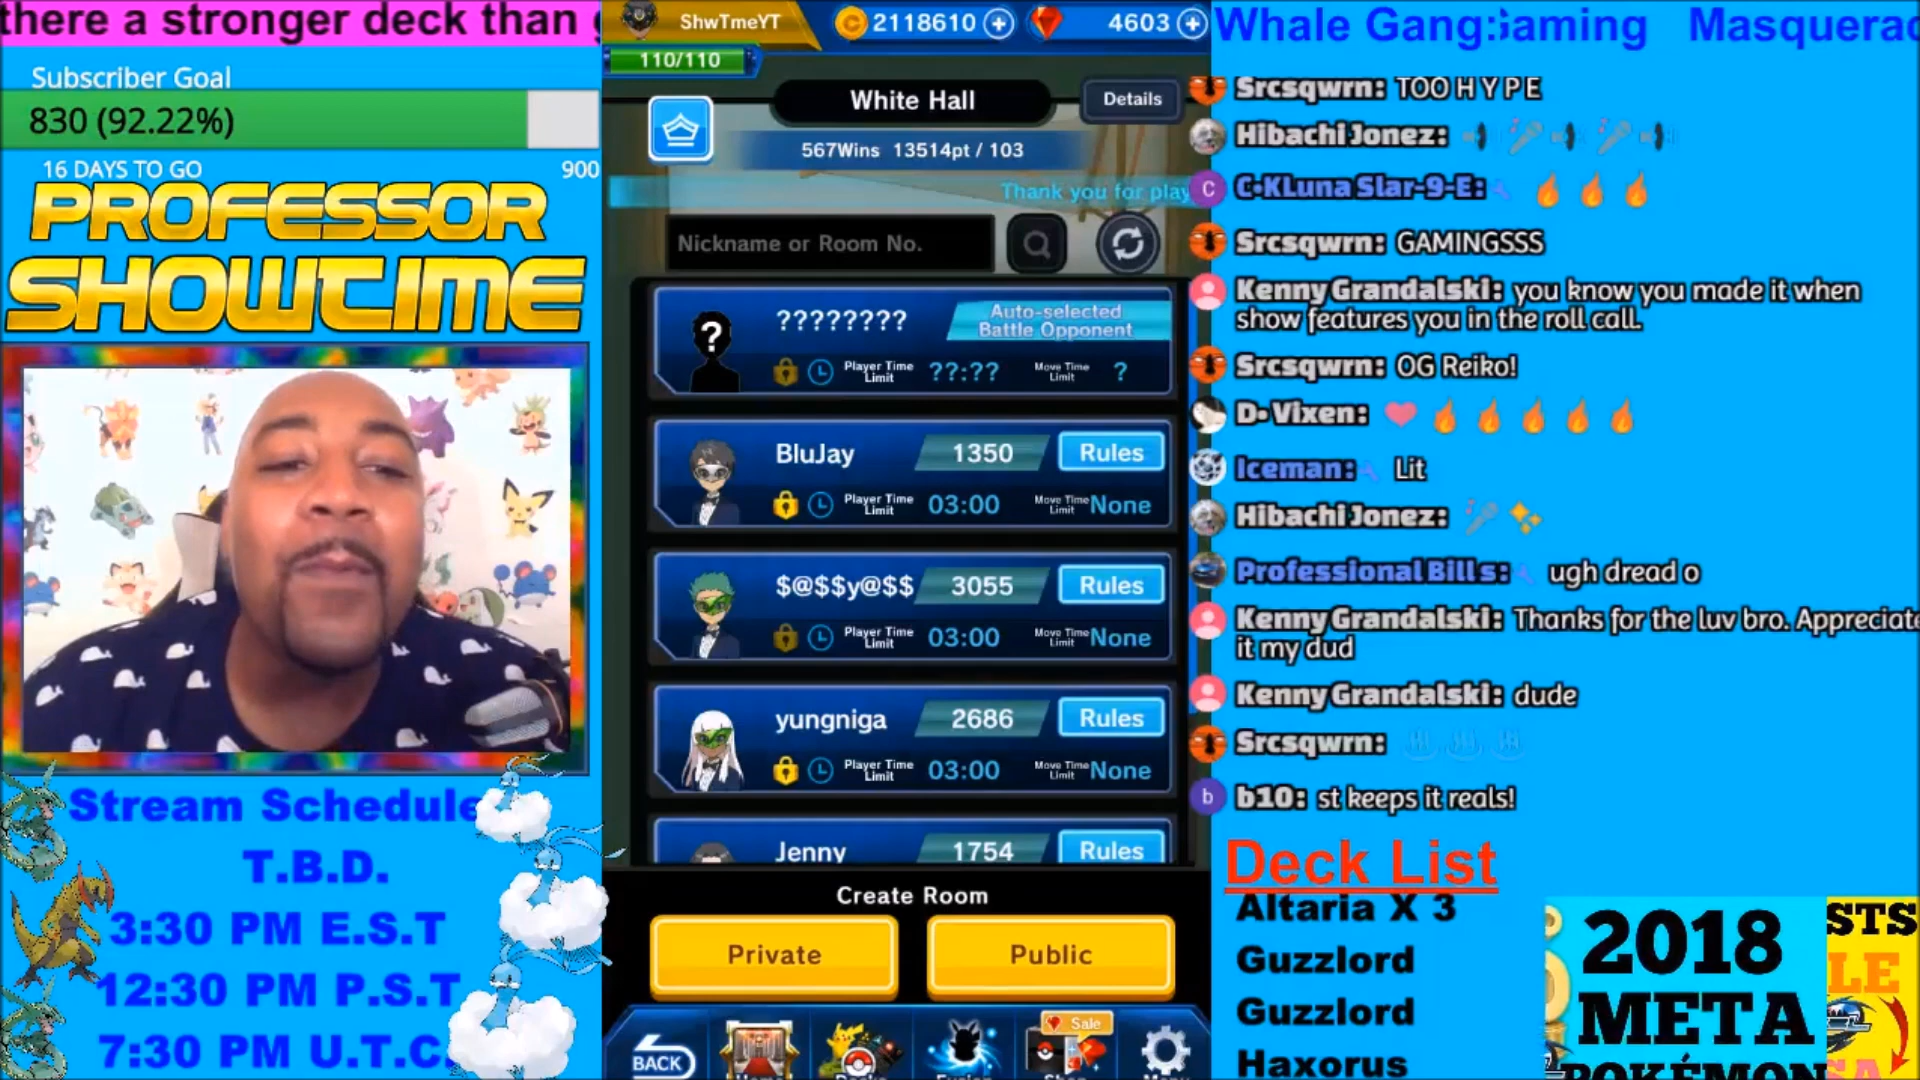 there a stronger deck than
Subscriber Goal
830 (92.22%)
16 DAYS TO GO
900
PROFESSOR
SHOWTIME
Stream Schedule
T.B.D.
3:30 PM E.S.T
12:30 PM P.S.T
7:30 PM U.T.C.
ShwTmeYT
2118610
4603
110/110
White Hall
Details
567Wins 13514pt / 103
Thank you for play
Nickname or Room No.
????????
Auto-selected
Battle Opponent
Player Time
Limit
??:??
Move Time
Limit
?
BluJay
1350
Rules
Player Time
Limit
03:00
Move Time
Limit
None
$@$$y@$$
3055
Rules
Player Time
Limit
03:00
Move Time
Limit
None
yungniga
2686
Rules
Player Time
Limit
03:00
Move Time
Limit
None
Jenny
1754
Rules
Create Room
Private
Public
BACK
Sale
Whale Gang:
aming
Masquerad
Srcsqwrn: TOO H Y P E
Hibachi Jonez:
C-KLuna Slar-9-E:
Srcsqwrn: GAMINGSSS
Kenny Grandalski: you know you made it when
show features you in the roll call.
Srcsqwrn: OG Reiko!
D- Vixen:
Iceman: Lit
Hibachi Jonez:
Professional Bills: ugh dread o
Kenny Grandalski: Thanks for the luv bro. Appreciate
it my dud
Kenny Grandalski: dude
Srcsqwrn:
b10: st keeps it reals!
Deck List
Altaria X 3
Guzzlord
Guzzlord
Haxorus
2018
META
POKÉMON
STS
LE